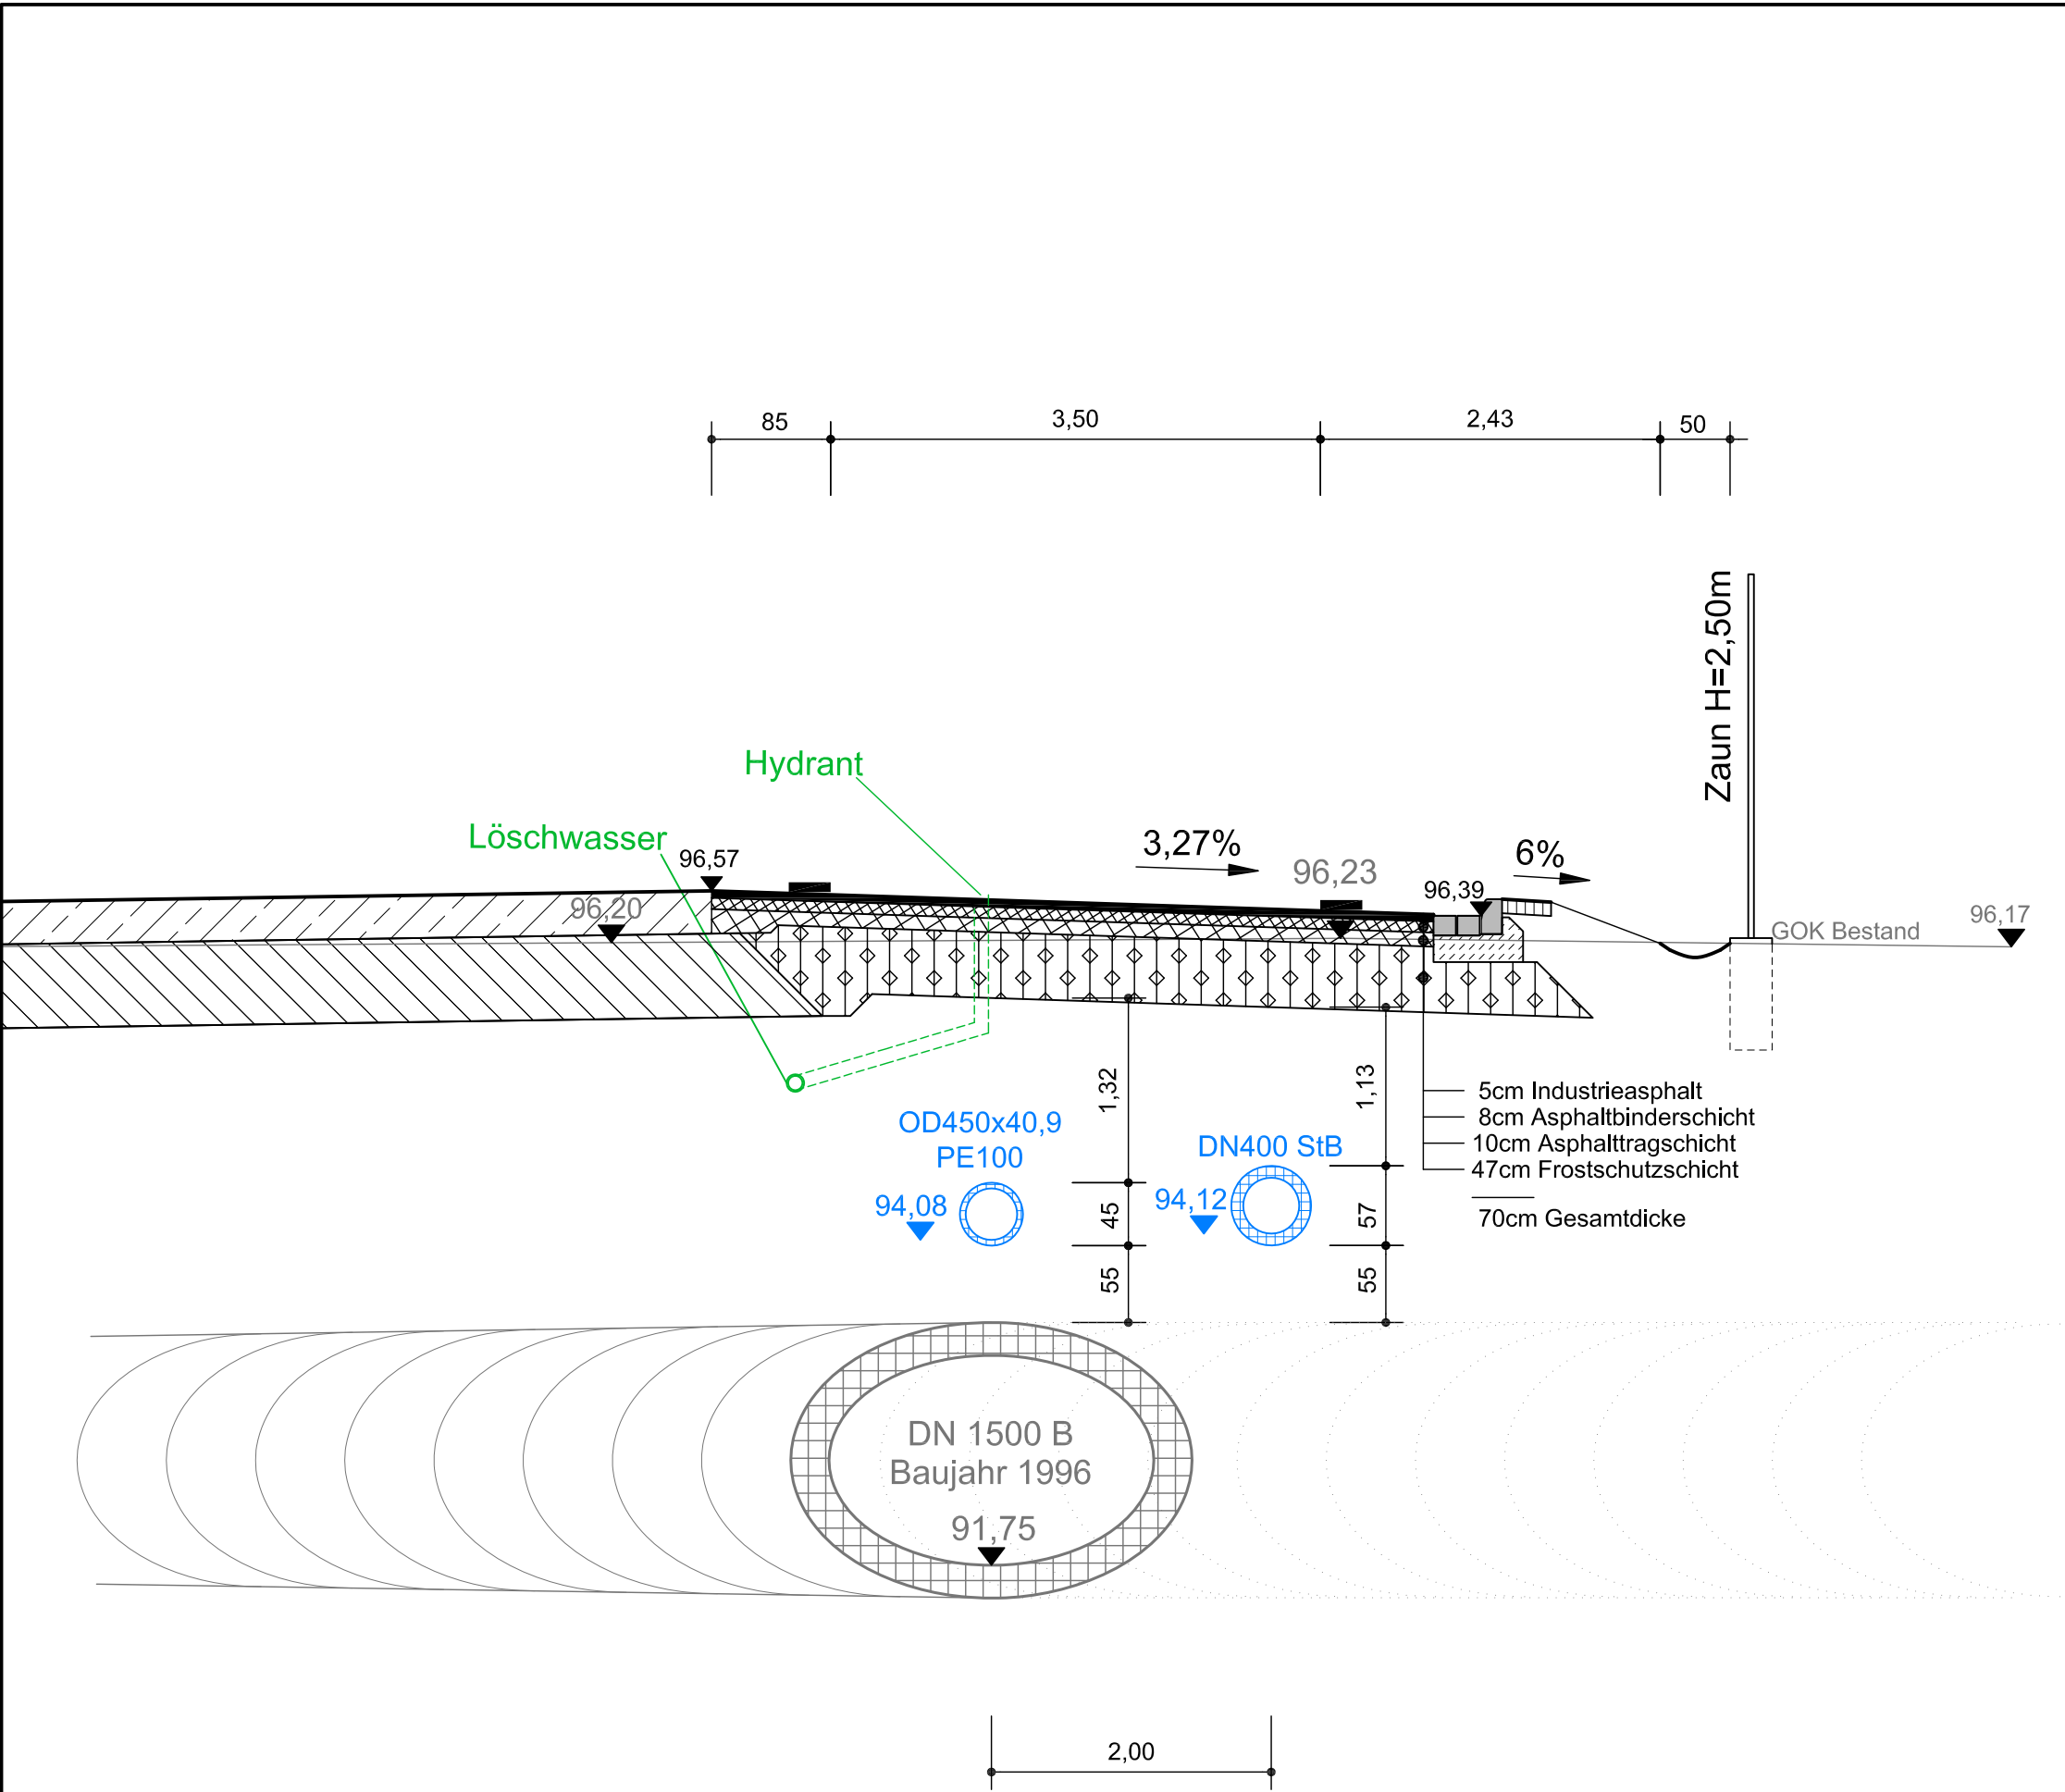 85
3,50
2,43
50
Zaun H=2,50m
Hydrant
Löschwasser
96,57
3,27%
96,23
6%
96,39
96,20
GOK Bestand
96,17
1,32
1,13
5cm Industrieasphalt
8cm Asphaltbinderschicht
10cm Asphalttragschicht
47cm Frostschutzschicht
70cm Gesamtdicke
OD450x40,9
PE100
94,08
DN400 StB
94,12
45
57
55
55
DN 1500 B
Baujahr 1996
91,75
2,00